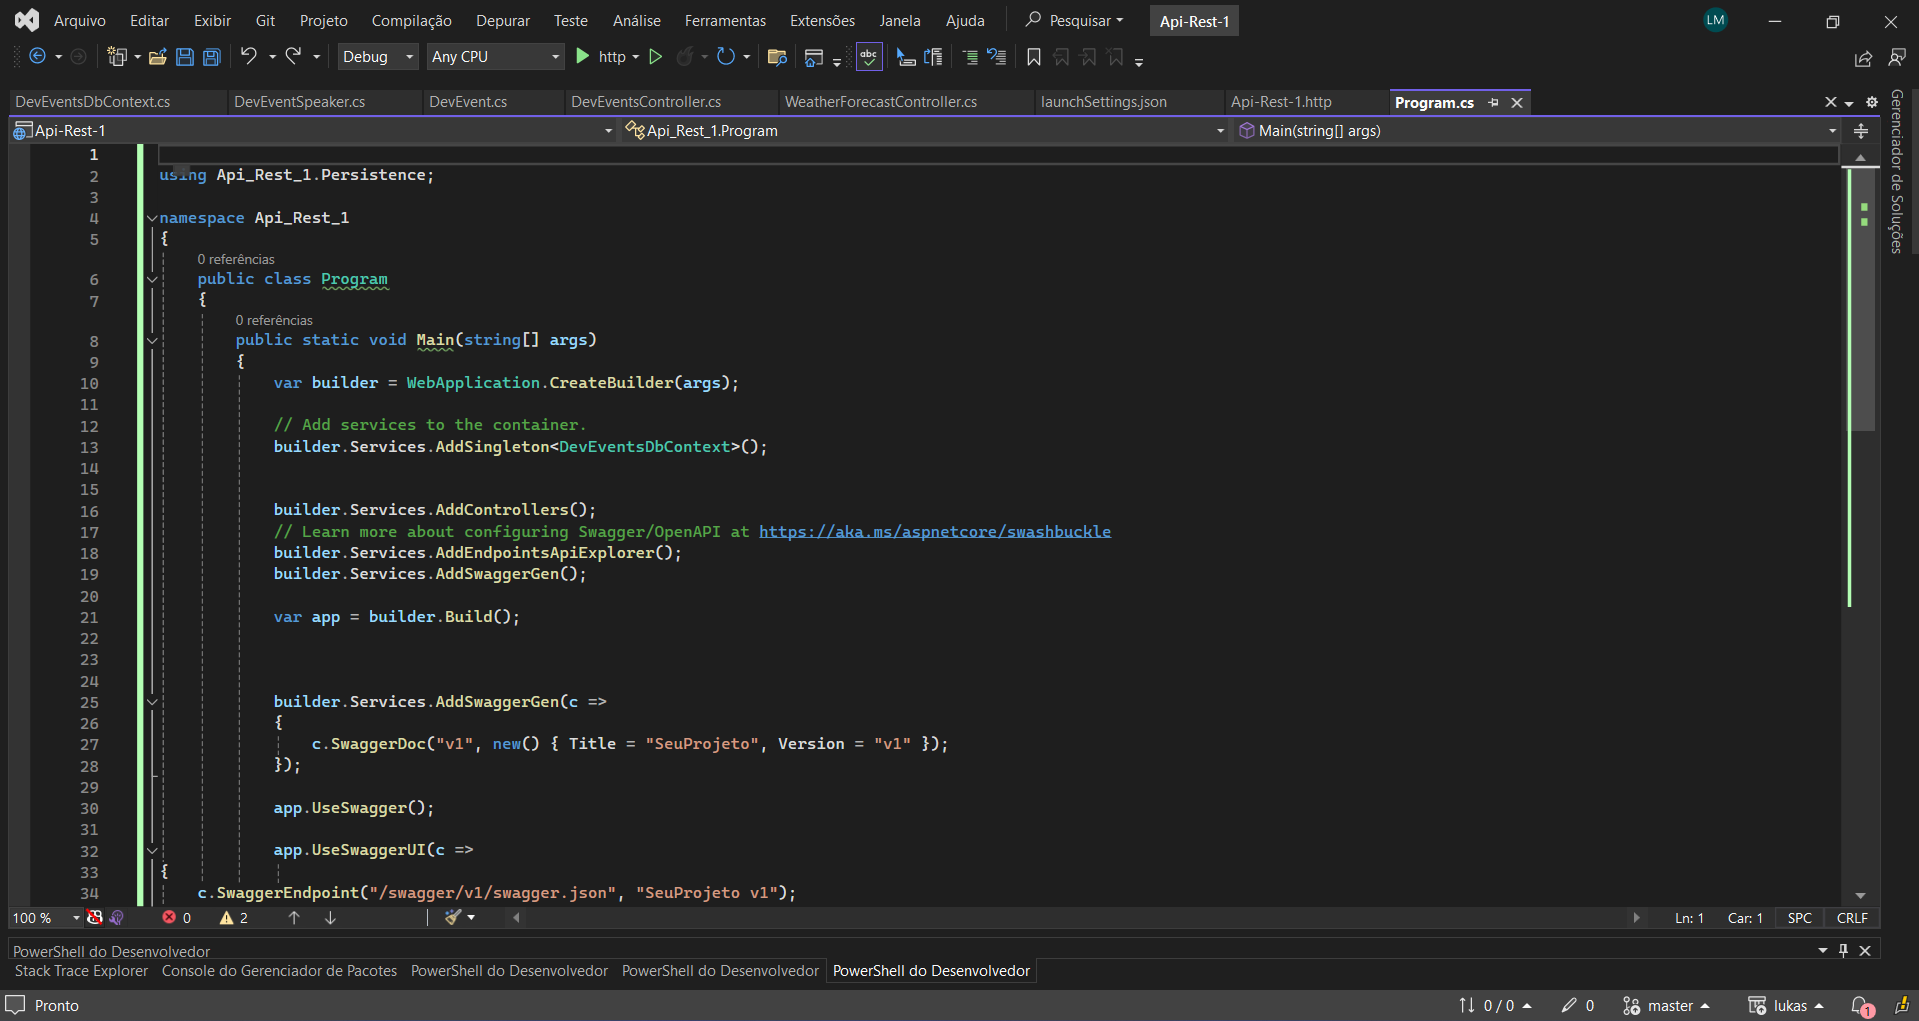 Arquivo Editar Exibir Git Projeto Compilação Depurar Teste Análise Ferramentas Extensões Janela Ajuda Pesquisar Api-Rest-1 LM
Debug Any CPU http abc
DevEventsDbContext.cs DevEventSpeaker.cs DevEvent.cs DevEventsController.cs WeatherForecastController.cs launchSettings.json Api-Rest-1.http Program.cs
Api-Rest-1 Api_Rest_1.Program Main(string[] args)
Gerenciador de Soluções
1
2 using Api_Rest_1.Persistence;
3
4 namespace Api_Rest_1
5 {
0 referências
6 public class Program
7 {
0 referências
8 public static void Main(string[] args)
9 {
10 var builder = WebApplication.CreateBuilder(args);
11
12 // Add services to the container.
13 builder.Services.AddSingleton<DevEventsDbContext>();
14
15
16 builder.Services.AddControllers();
17 // Learn more about configuring Swagger/OpenAPI at https://aka.ms/aspnetcore/swashbuckle
18 builder.Services.AddEndpointsApiExplorer();
19 builder.Services.AddSwaggerGen();
20
21 var app = builder.Build();
22
23
24
25 builder.Services.AddSwaggerGen(c =>
26 {
27 c.SwaggerDoc("v1", new() { Title = "SeuProjeto", Version = "v1" });
28 });
29
30 app.UseSwagger();
31
32 app.UseSwaggerUI(c =>
33 {
34 c.SwaggerEndpoint("/swagger/v1/swagger.json", "SeuProjeto v1");
100 % 0 2 Ln: 1 Car: 1 SPC CRLF
PowerShell do Desenvolvedor
Stack Trace Explorer Console do Gerenciador de Pacotes PowerShell do Desenvolvedor PowerShell do Desenvolvedor PowerShell do Desenvolvedor
Pronto 0 / 0 0 master lukas 1